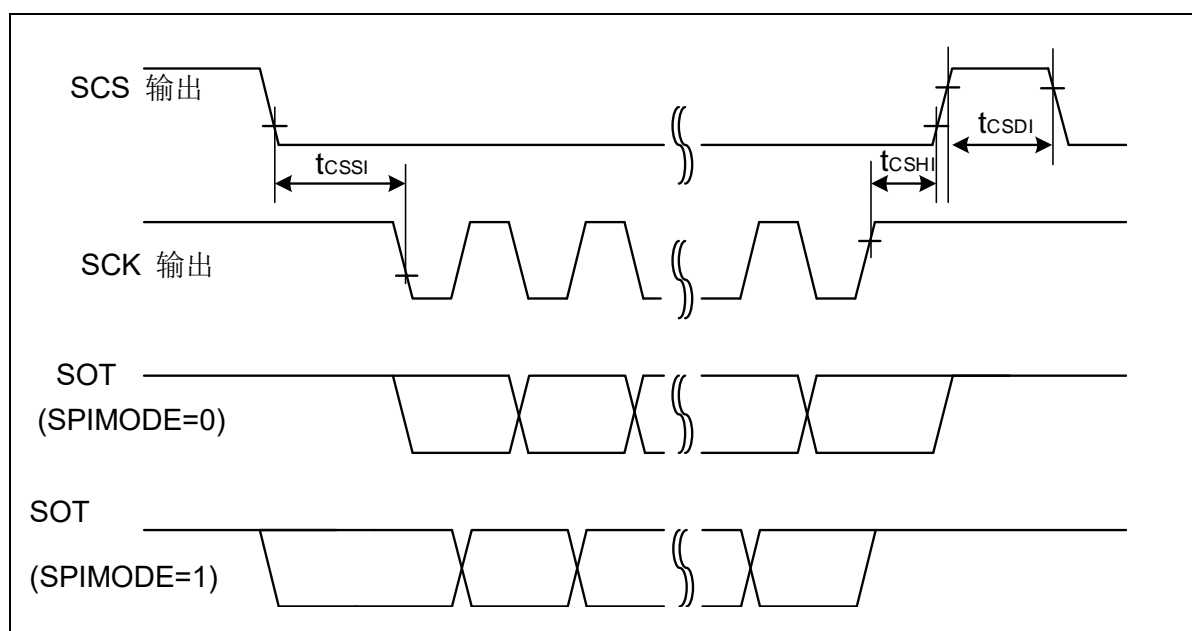 SCS 输出
tCSDI
tCSSI
tCSHI
SCK 输出
SOT
(SPIMODE=0)
SOT
(SPIMODE=1)